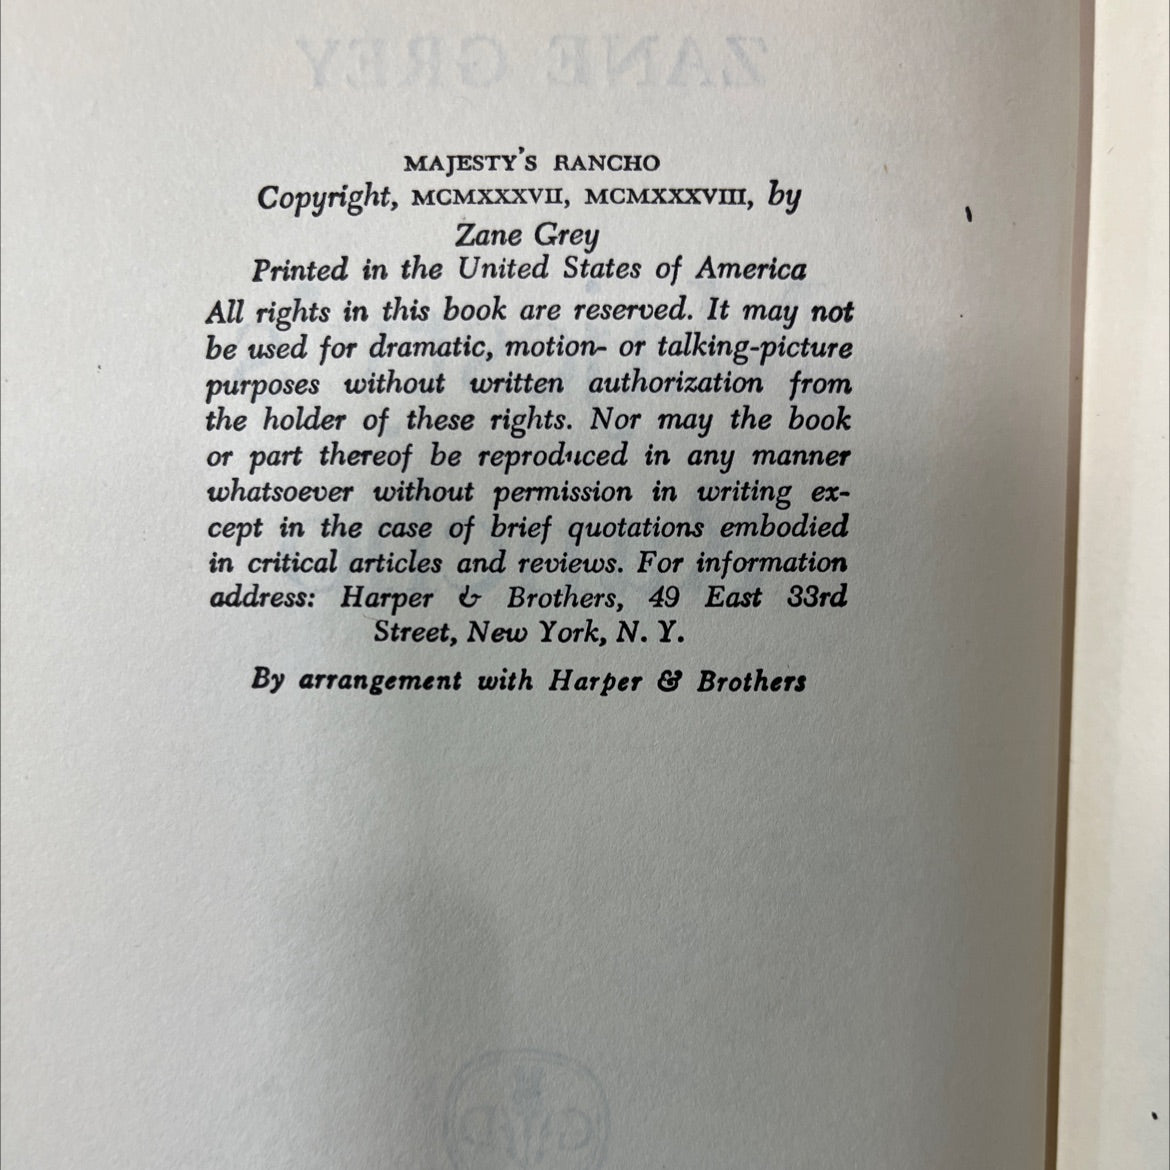 ZANE GREY
MAJESTY'S RANCHO
Copyright, MCMXXXVII, MCMXXXVIII, by
Zane Grey
Printed in the United States of America
All rights in this book are reserved. It may not
be used for dramatic, motion- or talking-picture
purposes without written authorization from
the holder of these rights. Nor may the book
or part thereof be reproduced in any manner
whatsoever without permission in writing ex-
cept in the case of brief quotations embodied
in critical articles and reviews. For information
address: Harper & Brothers, 49 East 33rd
Street, New York, N. Y.
By arrangement with Harper & Brothers